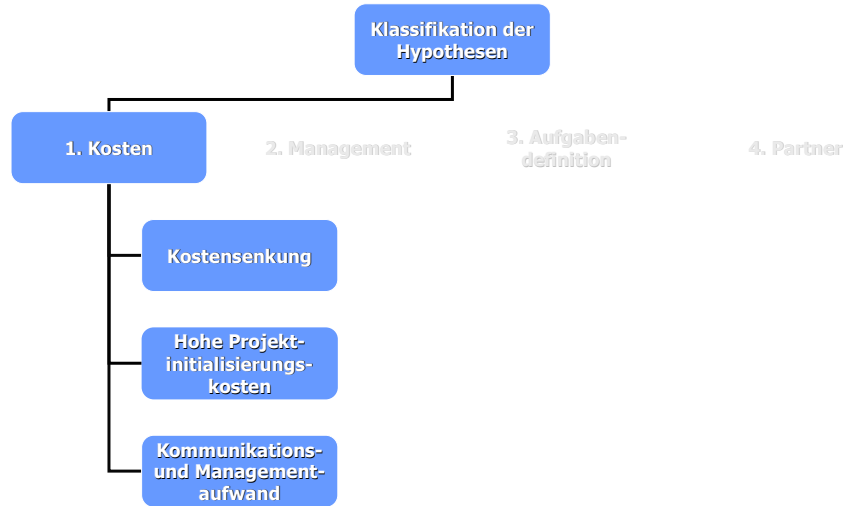 Klassifikation der
Hypothesen
1. Kosten
2. Management
3. Aufgaben-
definition
4. Partner
Kostensenkung
Hohe Projekt-
initialisierungs-
kosten
Kommunikations-
und Management-
aufwand